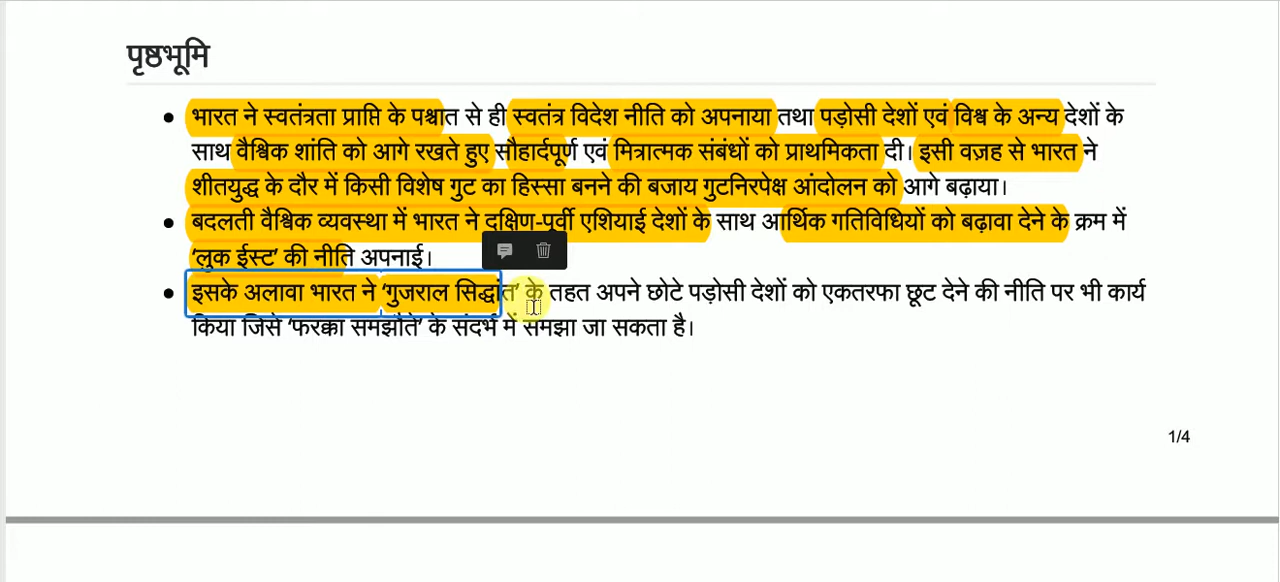 पृष्ठभूमि
● भारत ने स्वतंत्रता प्राप्ति के पश्चात से ही स्वतंत्र विदेश नीति को अपनाया तथा पड़ोसी देशों एवं विश्व के अन्य देशों के
साथ वैश्विक शांति को आगे रखते हुए सौहार्दपूर्ण एवं मित्रात्मक संबंधों को प्राथमिकता दी। इसी वज़ह से भारत ने
शीतयुद्ध के दौर में किसी विशेष गुट का हिस्सा बनने की बजाय गुटनिरपेक्ष आंदोलन को आगे बढ़ाया।
● बदलती वैश्विक व्यवस्था में भारत ने दक्षिण-पूर्वी एशियाई देशों के साथ आर्थिक गतिविधियों को बढ़ावा देने के क्रम में
‘लुक ईस्ट’ की नीति अपनाई।
● इसके अलावा भारत ने ‘गुजराल सिद्धांत’ के तहत अपने छोटे पड़ोसी देशों को एकतरफा छूट देने की नीति पर भी कार्य
किया जिसे ‘फरक्का समझौते’ के संदर्भ में समझा जा सकता है।
1/4